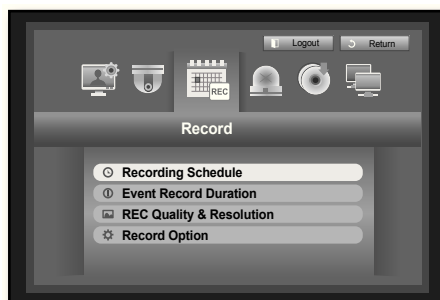 Logout Return
REC
Record
Recording Schedule
Event Record Duration
REC Quality & Resolution
Record Option